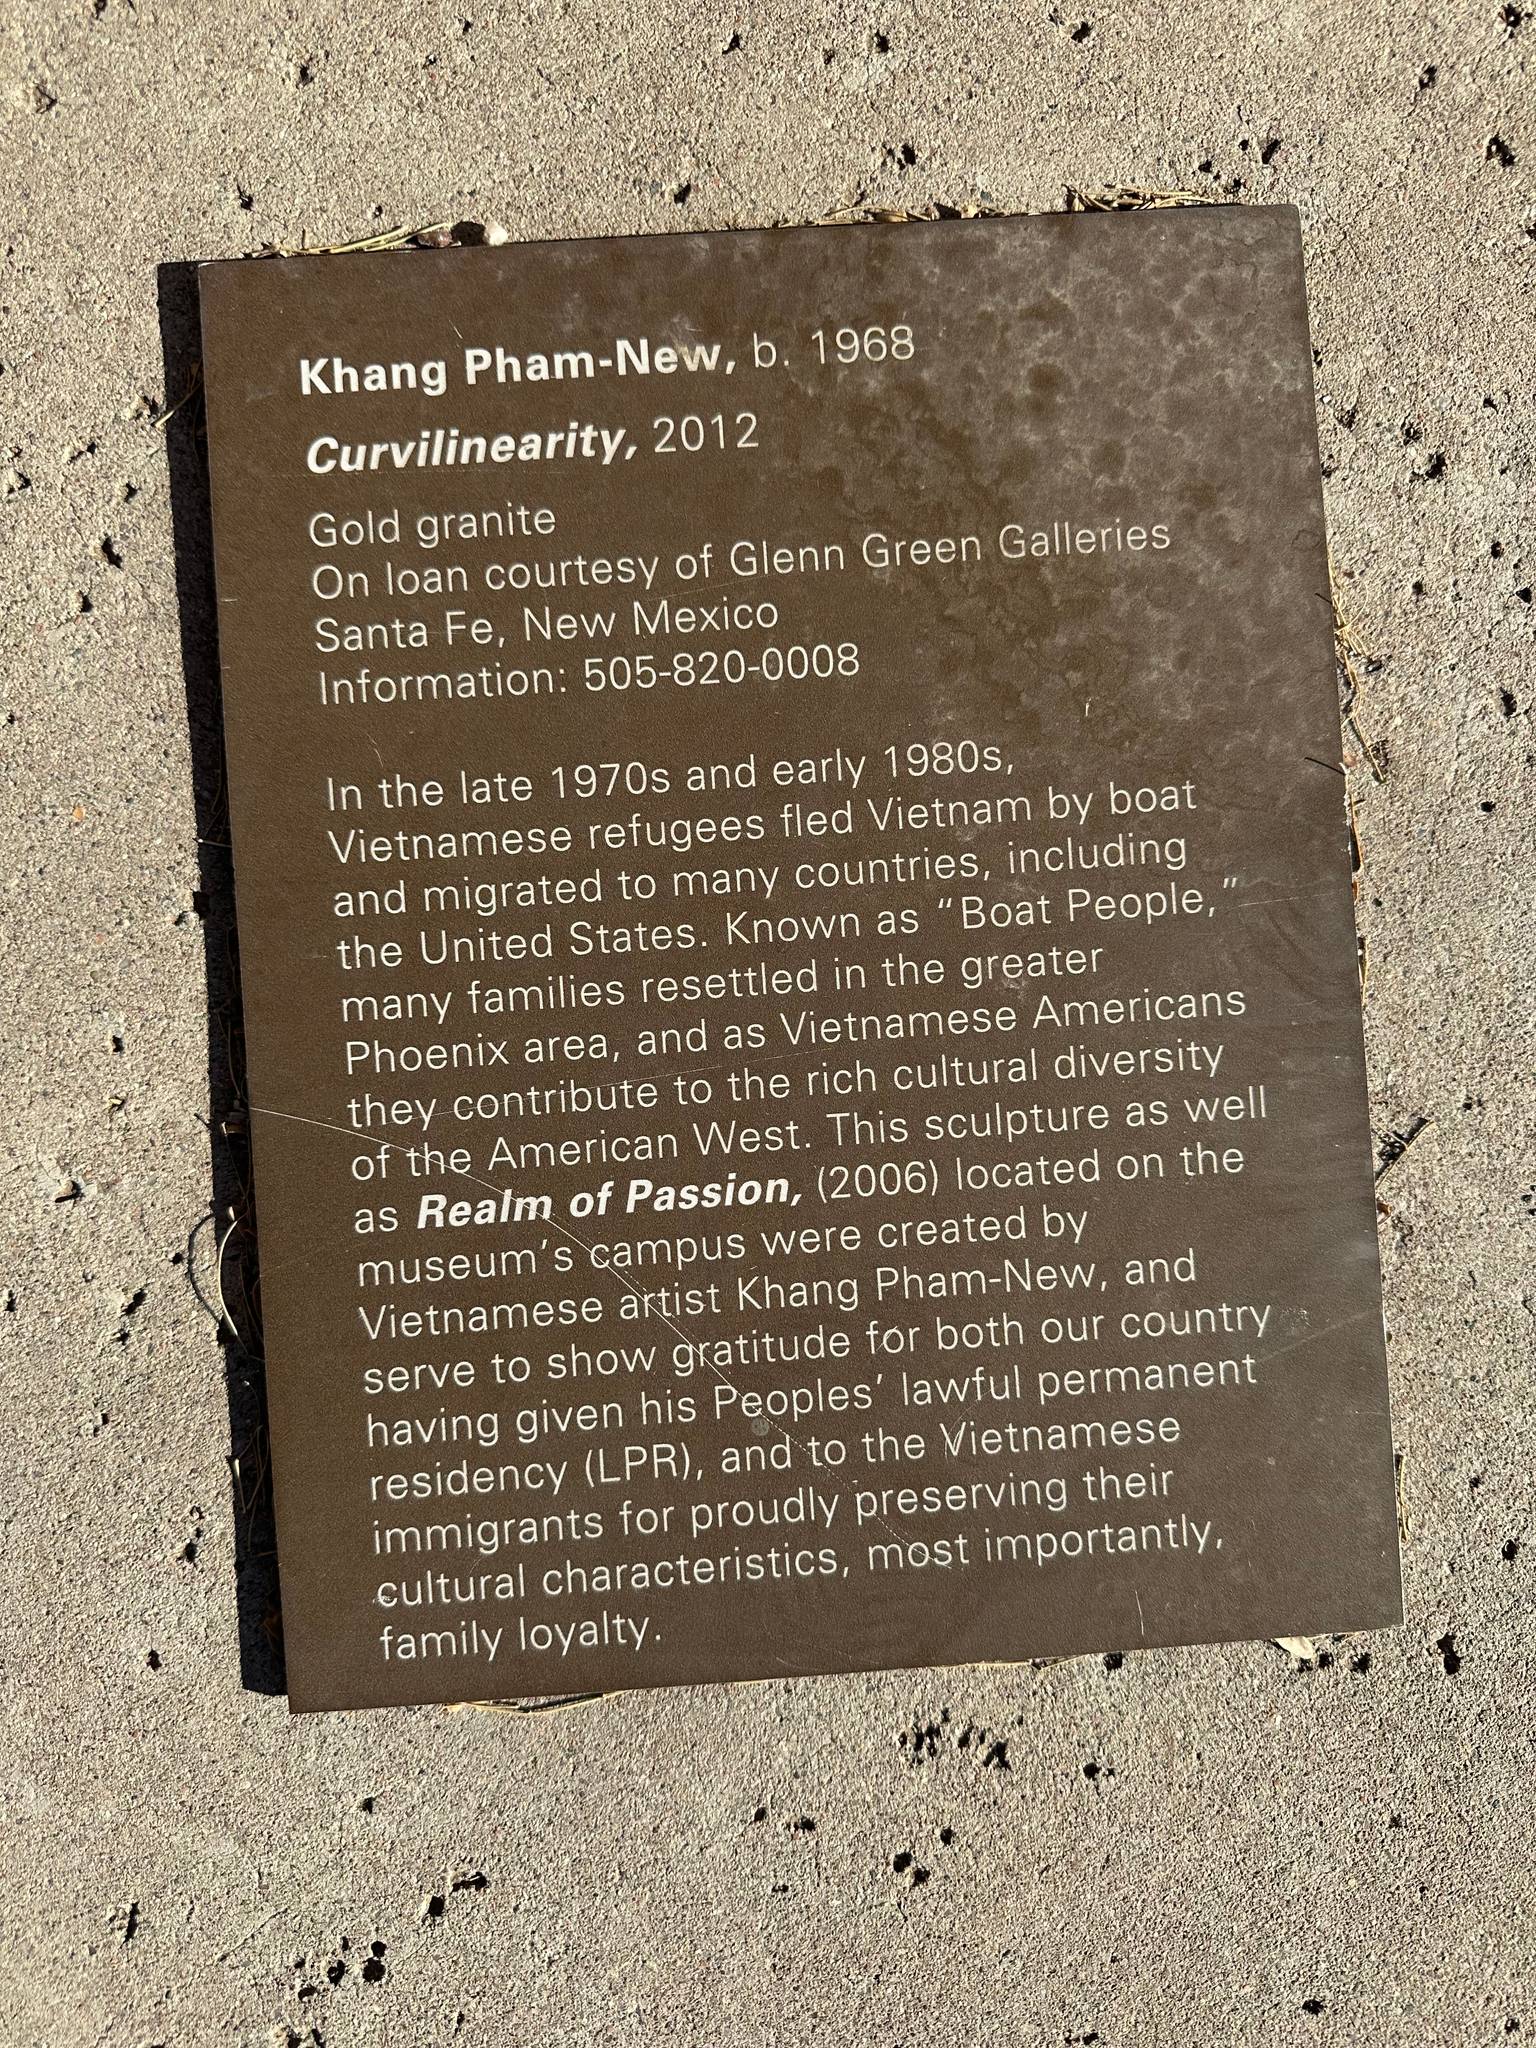 Khang Pham-New, b. 1968
Curvilinearity, 2012
Gold granite
On loan courtesy of Glenn Green Galleries
Santa Fe, New Mexico
Information: 505-820-0008
In the late 1970s and early 1980s,
Vietnamese refugees fled Vietnam by boat
and migrated to many countries, including
the United States. Known as “Boat People,”
many families resettled in the greater
Phoenix area, and as Vietnamese Americans
they contribute to the rich cultural diversity
of the American West. This sculpture as well
as Realm of Passion, (2006) located on the
museum’s campus were created by
Vietnamese artist Khang Pham-New, and
serve to show gratitude for both our country
having given his Peoples’ lawful permanent
residency (LPR), and to the Vietnamese
immigrants for proudly preserving their
cultural characteristics, most importantly,
family loyalty.